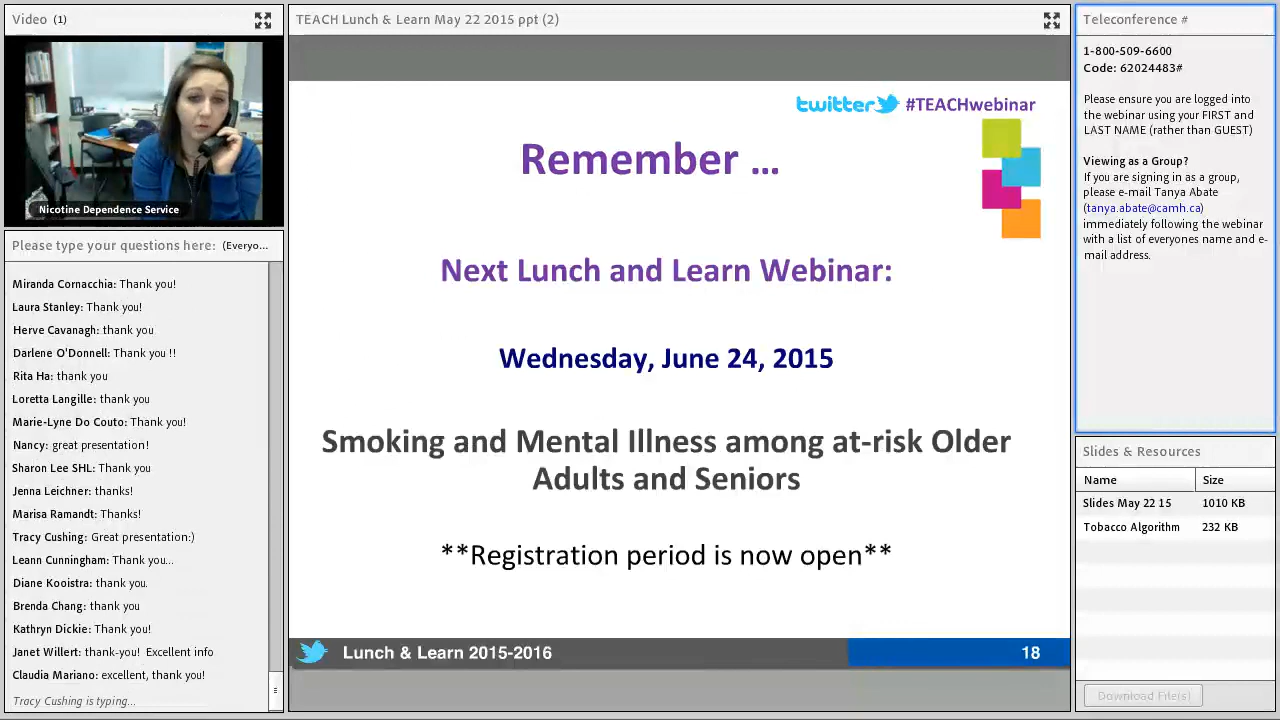 Video (1)
Nicotine Dependence Service
Please type your questions here: (Everyo...
Miranda Cornacchia: Thank you!
Laura Stanley: Thank you!
Herve Cavanagh: thank you
Darlene O'Donnell: Thank you !!
Rita Ha: thank you
Loretta Langille: thank you
Marie-Lyne Do Couto: Thank you!
Nancy: great presentation!
Sharon Lee SHL: Thank you
Jenna Leichner: thanks!
Marisa Ramandt: Thanks!
Tracy Cushing: Great presentation:)
Leann Cunningham: Thank you...
Diane Kooistra: thank you.
Brenda Chang: thank you
Kathryn Dickie: Thank you!
Janet Willert: thank-you! Excellent info
Claudia Mariano: excellent, thank you!
Tracy Cushing is typing...
TEACH Lunch & Learn May 22 2015 ppt (2)
twitter #TEACHwebinar
Remember ...
Next Lunch and Learn Webinar:
Wednesday, June 24, 2015
Smoking and Mental Illness among at-risk Older
Adults and Seniors
**Registration period is now open**
Lunch & Learn 2015-2016 18
Teleconference #
1-800-509-6600
Code: 62024483#
Please ensure you are logged into
the webinar using your FIRST and
LAST NAME (rather than GUEST)
Viewing as a Group?
If you are signing in as a group,
please e-mail Tanya Abate
(tanya.abate@camh.ca)
immediately following the webinar
with a list of everyones name and e-
mail address.
Slides & Resources
Name Size
Slides May 22 15 1010 KB
Tobacco Algorithm 232 KB
Download File(s)